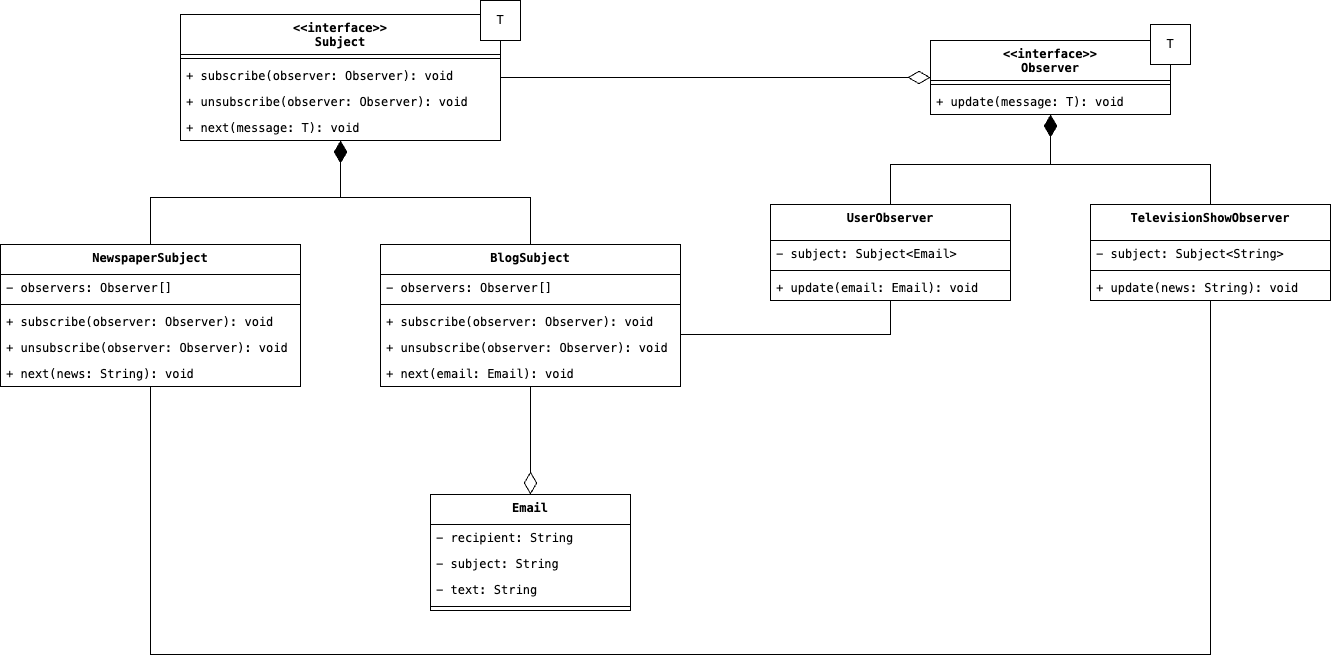 T
<<interface>>
Subject
+ subscribe(observer: Observer): void
+ unsubscribe(observer: Observer): void
+ next(message: T): void
T
<<interface>>
Observer
+ update(message: T): void
NewspaperSubject
− observers: Observer[]
+ subscribe(observer: Observer): void
+ unsubscribe(observer: Observer): void
+ next(news: String): void
BlogSubject
− observers: Observer[]
+ subscribe(observer: Observer): void
+ unsubscribe(observer: Observer): void
+ next(email: Email): void
UserObserver
− subject: Subject<Email>
+ update(email: Email): void
TelevisionShowObserver
− subject: Subject<String>
+ update(news: String): void
Email
− recipient: String
− subject: String
− text: String